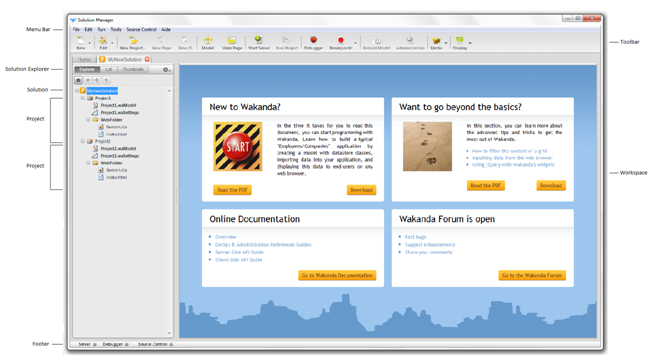 Solution Manager
Menu Bar
File Edit Run Tools Source Control Aide
Toolbar
New Edit New Project... New Page New Fi... Model Main Page Start Server Run Project Debugger Breakpoints Reload Model Administration Media Display
Home MyNewSolution
Solution Explorer
Explorer List Thumbnails
Solution
MyNewSolution
Project
Project1
Project1.waModel
Project1.waSettings
WebFolder
favicon.ico
index.html
Project
Project2
Project2.waModel
Project2.waSettings
WebFolder
favicon.ico
index.html
New to Wakanda?
START
In the time it takes for you to read this
document, you can start programming with
Wakanda. Learn how to build a typical
"Employees/Companies" application by
creating a model with datastore classes,
importing data into your application, and
displaying this data to end-users on any
web browser.
Read the PDF
Download
Want to go beyond the basics?
In this section, you can learn more about
the advanced tips and tricks to get the
most out of Wakanda.
How to filter the content of a grid
Inputting data from the web browser
Using jQuery with Wakanda's widgets
Read the PDF
Download
Workspace
Online Documentation
Overview
Design & Administration References Guides
Server-Side API Guide
Client-Side API Guide
Go to Wakanda Documentation
Wakanda Forum is open
Post bugs
Suggest enhancements
Share your comments
Go to the Wakanda Forum
Footer
Server Debugger Source Control